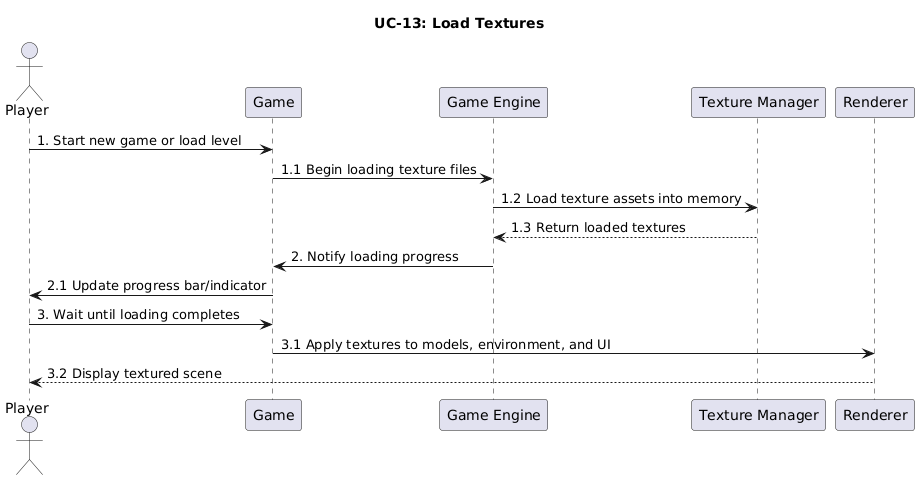 UC-13: Load Textures
Player
Game
Game Engine
Texture Manager
Renderer
1. Start new game or load level
1.1 Begin loading texture files
1.2 Load texture assets into memory
1.3 Return loaded textures
2. Notify loading progress
2.1 Update progress bar/indicator
3. Wait until loading completes
3.1 Apply textures to models, environment, and UI
3.2 Display textured scene
Player
Game
Game Engine
Texture Manager
Renderer